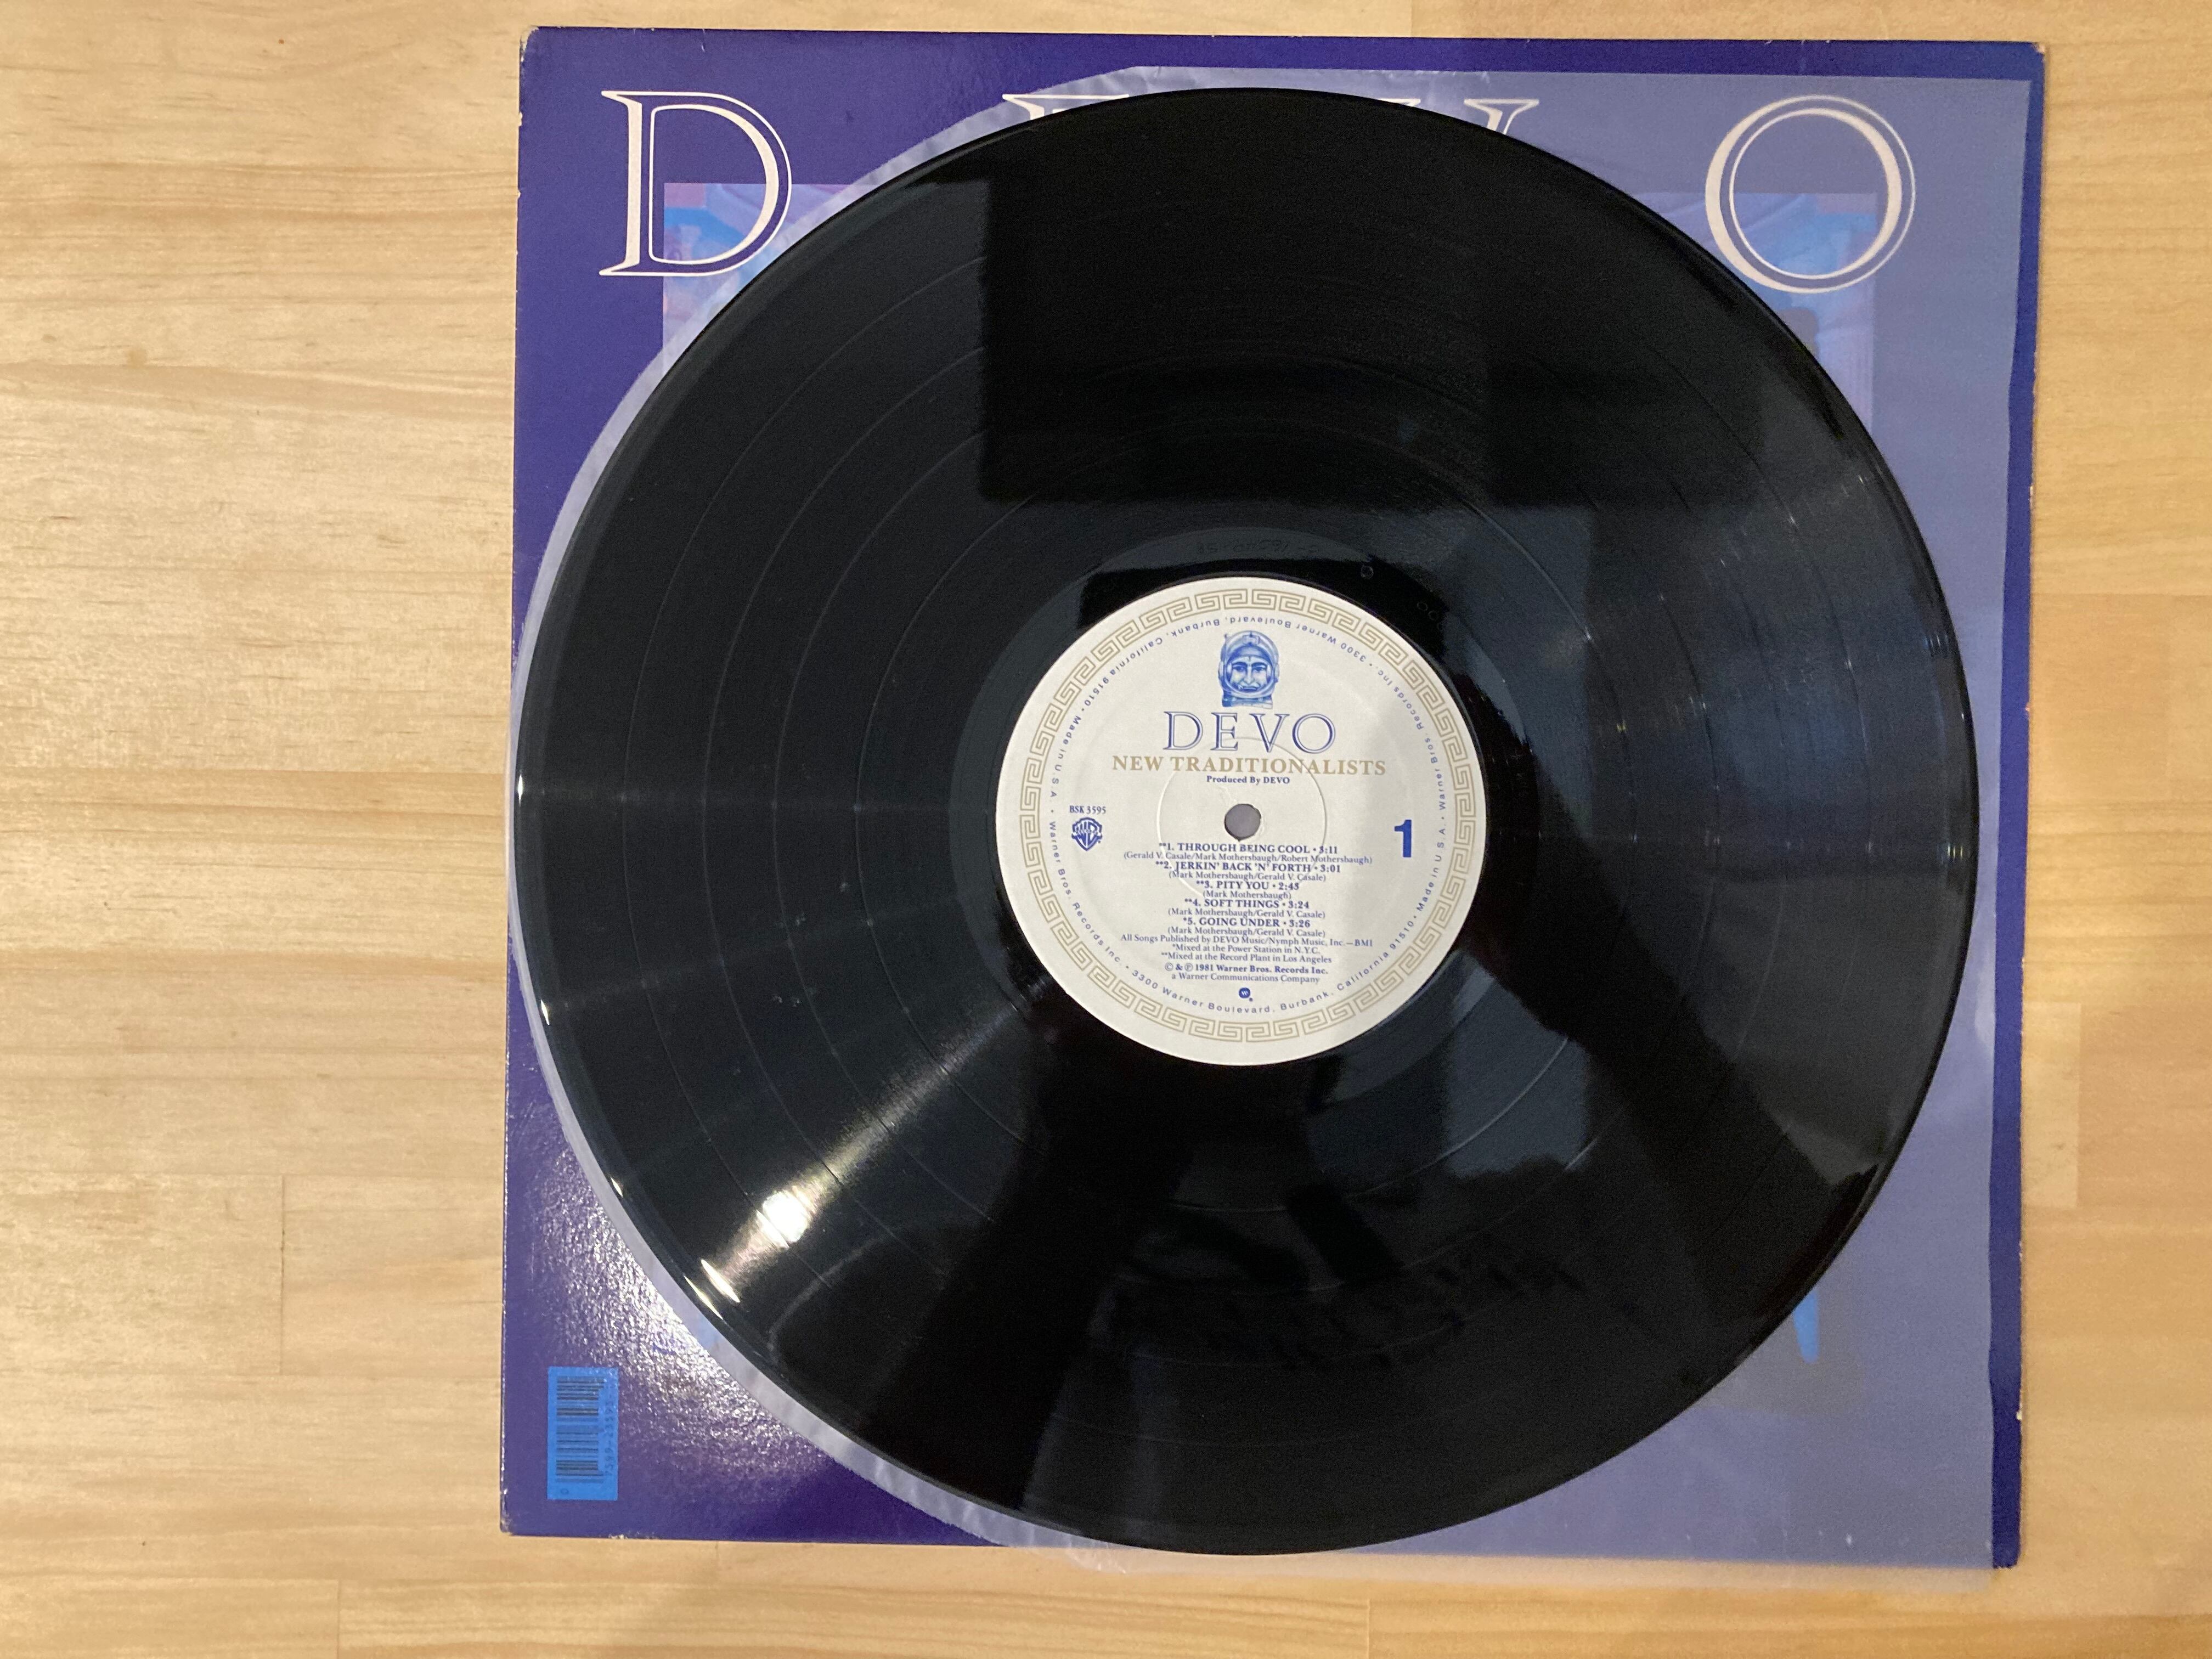 D E V O
DEVO
NEW TRADITIONALISTS
Produced By DEVO
BSK 3595
1
**1. THROUGH BEING COOL • 3:11
(Gerald V. Casale/Mark Mothersbaugh/Robert Mothersbaugh)
**2. JERKIN' BACK 'N' FORTH • 3:01
(Mark Mothersbaugh/Gerald V. Casale)
**3. PITY YOU • 2:43
(Mark Mothersbaugh)
**4. SOFT THINGS • 3:24
(Mark Mothersbaugh/Gerald V. Casale)
*5. GOING UNDER • 3:26
(Mark Mothersbaugh/Gerald V. Casale)
All Songs Published by DEVO Music/Nymph Music, Inc.—BMI
*Mixed at the Power Station in N.Y.C.
**Mixed at the Record Plant in Los Angeles
© & ℗ 1981 Warner Bros. Records Inc.
a Warner Communications Company
Warner Bros. Records Inc. • 3300 Warner Boulevard, Burbank, California 91510 • Made in U.S.A. •
Warner Bros. Records Inc. • 3300 Warner Boulevard, Burbank, California 91510 • Made in U.S.A. •